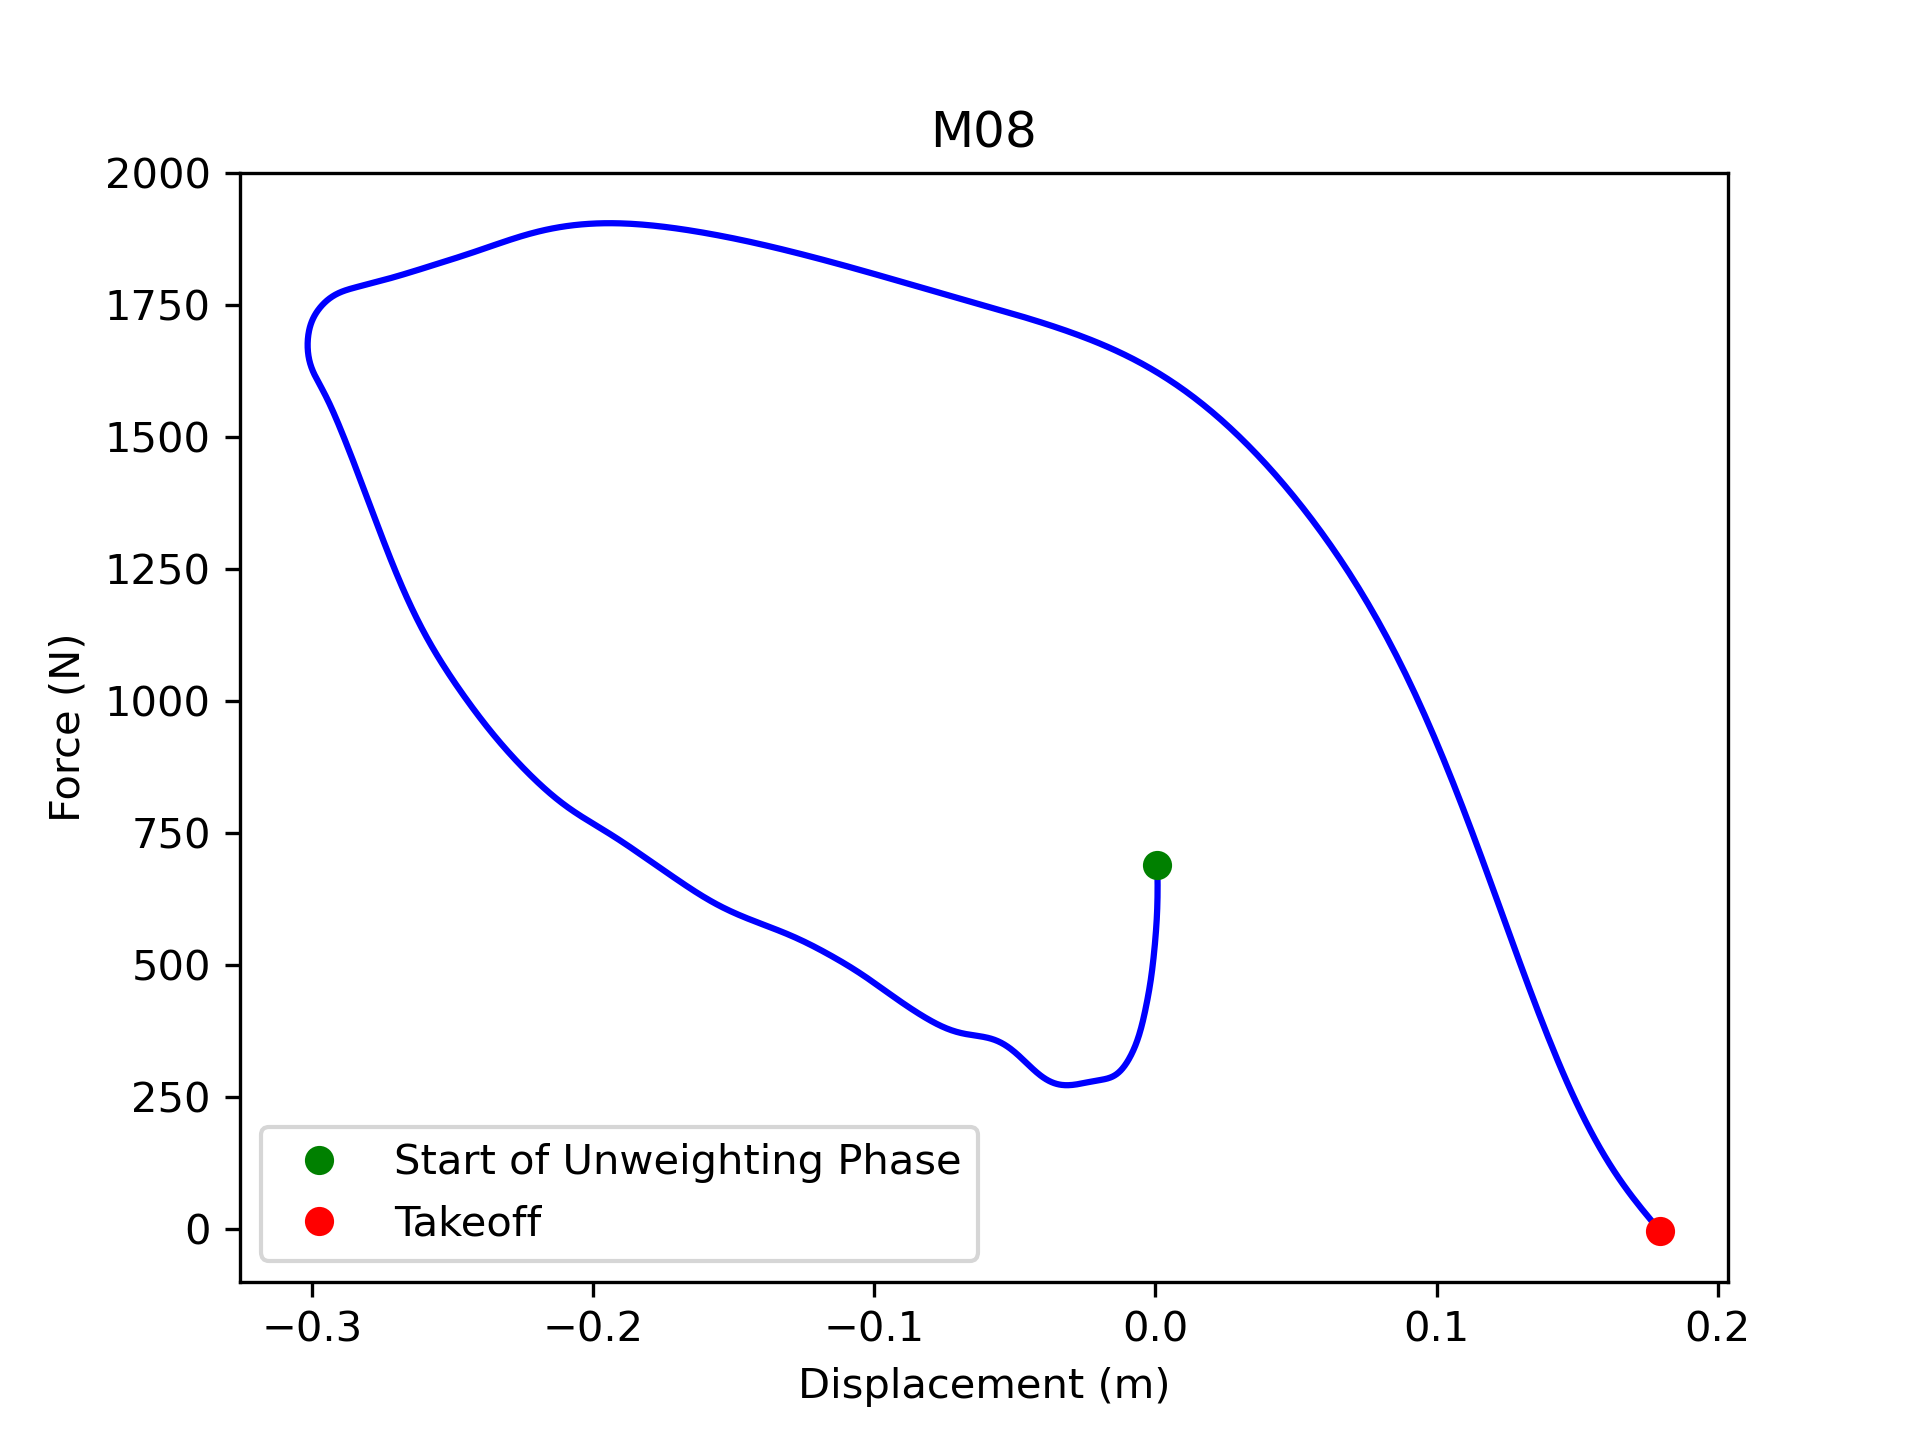 M08
2000
1750
1500
1250
1000
750
500
250
0
Force (N)
Start of Unweighting Phase
Takeoff
−0.3 −0.2 −0.1 0.0 0.1 0.2
Displacement (m)